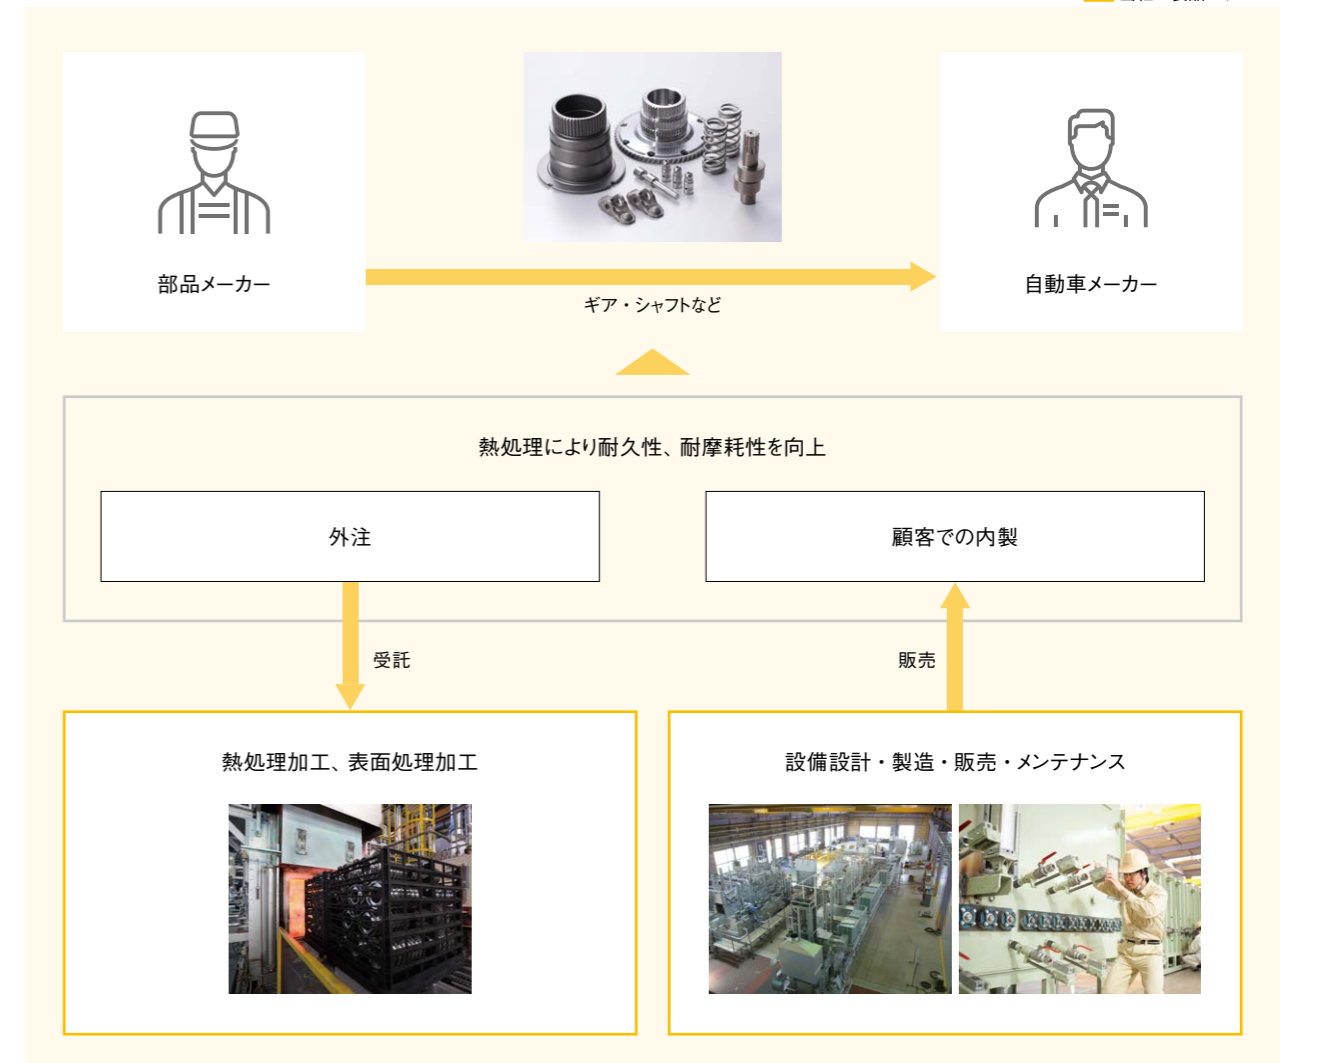 部品メーカー
自動車メーカー
ギア・シャフトなど
熱処理により耐久性、耐摩耗性を向上
外注
顧客での内製
受託
販売
熱処理加工、表面処理加工
設備設計・製造・販売・メンテナンス